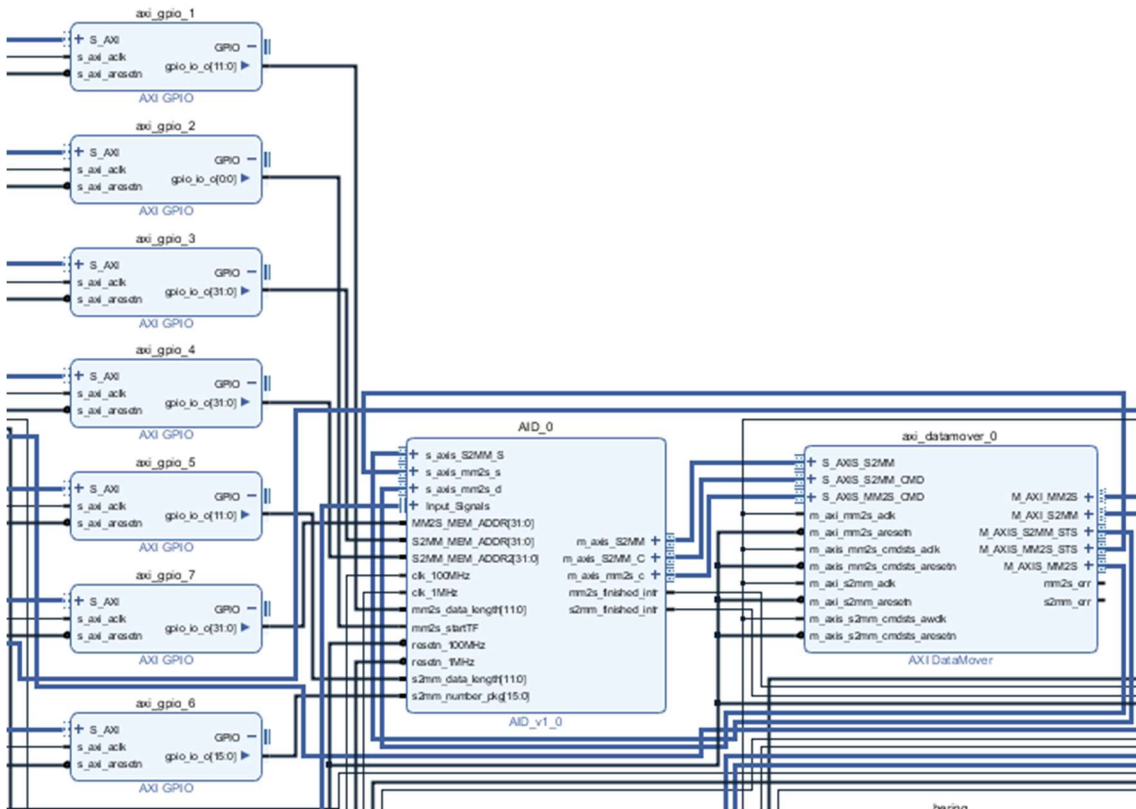 axi_gpio_1
S_AXI
s_axi_aclk
s_axi_aresetn
GPIO
gpio_io_o[11:0]
AXI GPIO
axi_gpio_2
S_AXI
s_axi_aclk
s_axi_aresetn
GPIO
gpio_io_o[0:0]
AXI GPIO
axi_gpio_3
S_AXI
s_axi_aclk
s_axi_aresetn
GPIO
gpio_io_o[31:0]
AXI GPIO
axi_gpio_4
S_AXI
s_axi_aclk
s_axi_aresetn
GPIO
gpio_io_o[31:0]
AXI GPIO
axi_gpio_5
S_AXI
s_axi_aclk
s_axi_aresetn
GPIO
gpio_io_o[11:0]
AXI GPIO
axi_gpio_7
S_AXI
s_axi_aclk
s_axi_aresetn
GPIO
gpio_io_o[31:0]
AXI GPIO
axi_gpio_6
S_AXI
s_axi_aclk
s_axi_aresetn
GPIO
gpio_io_o[15:0]
AXI GPIO
AID_0
s_axis_S2MM_S
s_axis_mm2s_s
s_axis_mm2s_d
Input_Signals
MM2S_MEM_ADDR[31:0]
S2MM_MEM_ADDR[31:0]
S2MM_MEM_ADDR2[31:0]
clk_100MHz
clk_1MHz
mm2s_data_length[11:0]
mm2s_startTF
resetn_100MHz
resetn_1MHz
s2mm_data_length[11:0]
s2mm_number_pkg[15:0]
m_axis_S2MM
m_axis_S2MM_C
m_axis_mm2s_c
mm2s_finished_intr
s2mm_finished_intr
AID_v1_0
axi_datamover_0
S_AXIS_S2MM
S_AXIS_S2MM_CMD
S_AXIS_MM2S_CMD
m_axi_mm2s_aclk
m_axi_mm2s_aresetn
m_axis_mm2s_cmdsts_aclk
m_axis_mm2s_cmdsts_aresetn
m_axi_s2mm_aclk
m_axi_s2mm_aresetn
m_axis_s2mm_cmdsts_awclk
m_axis_s2mm_cmdsts_aresetn
M_AXI_MM2S
M_AXI_S2MM
M_AXIS_S2MM_STS
M_AXIS_MM2S_STS
M_AXIS_MM2S
mm2s_err
s2mm_err
AXI DataMover